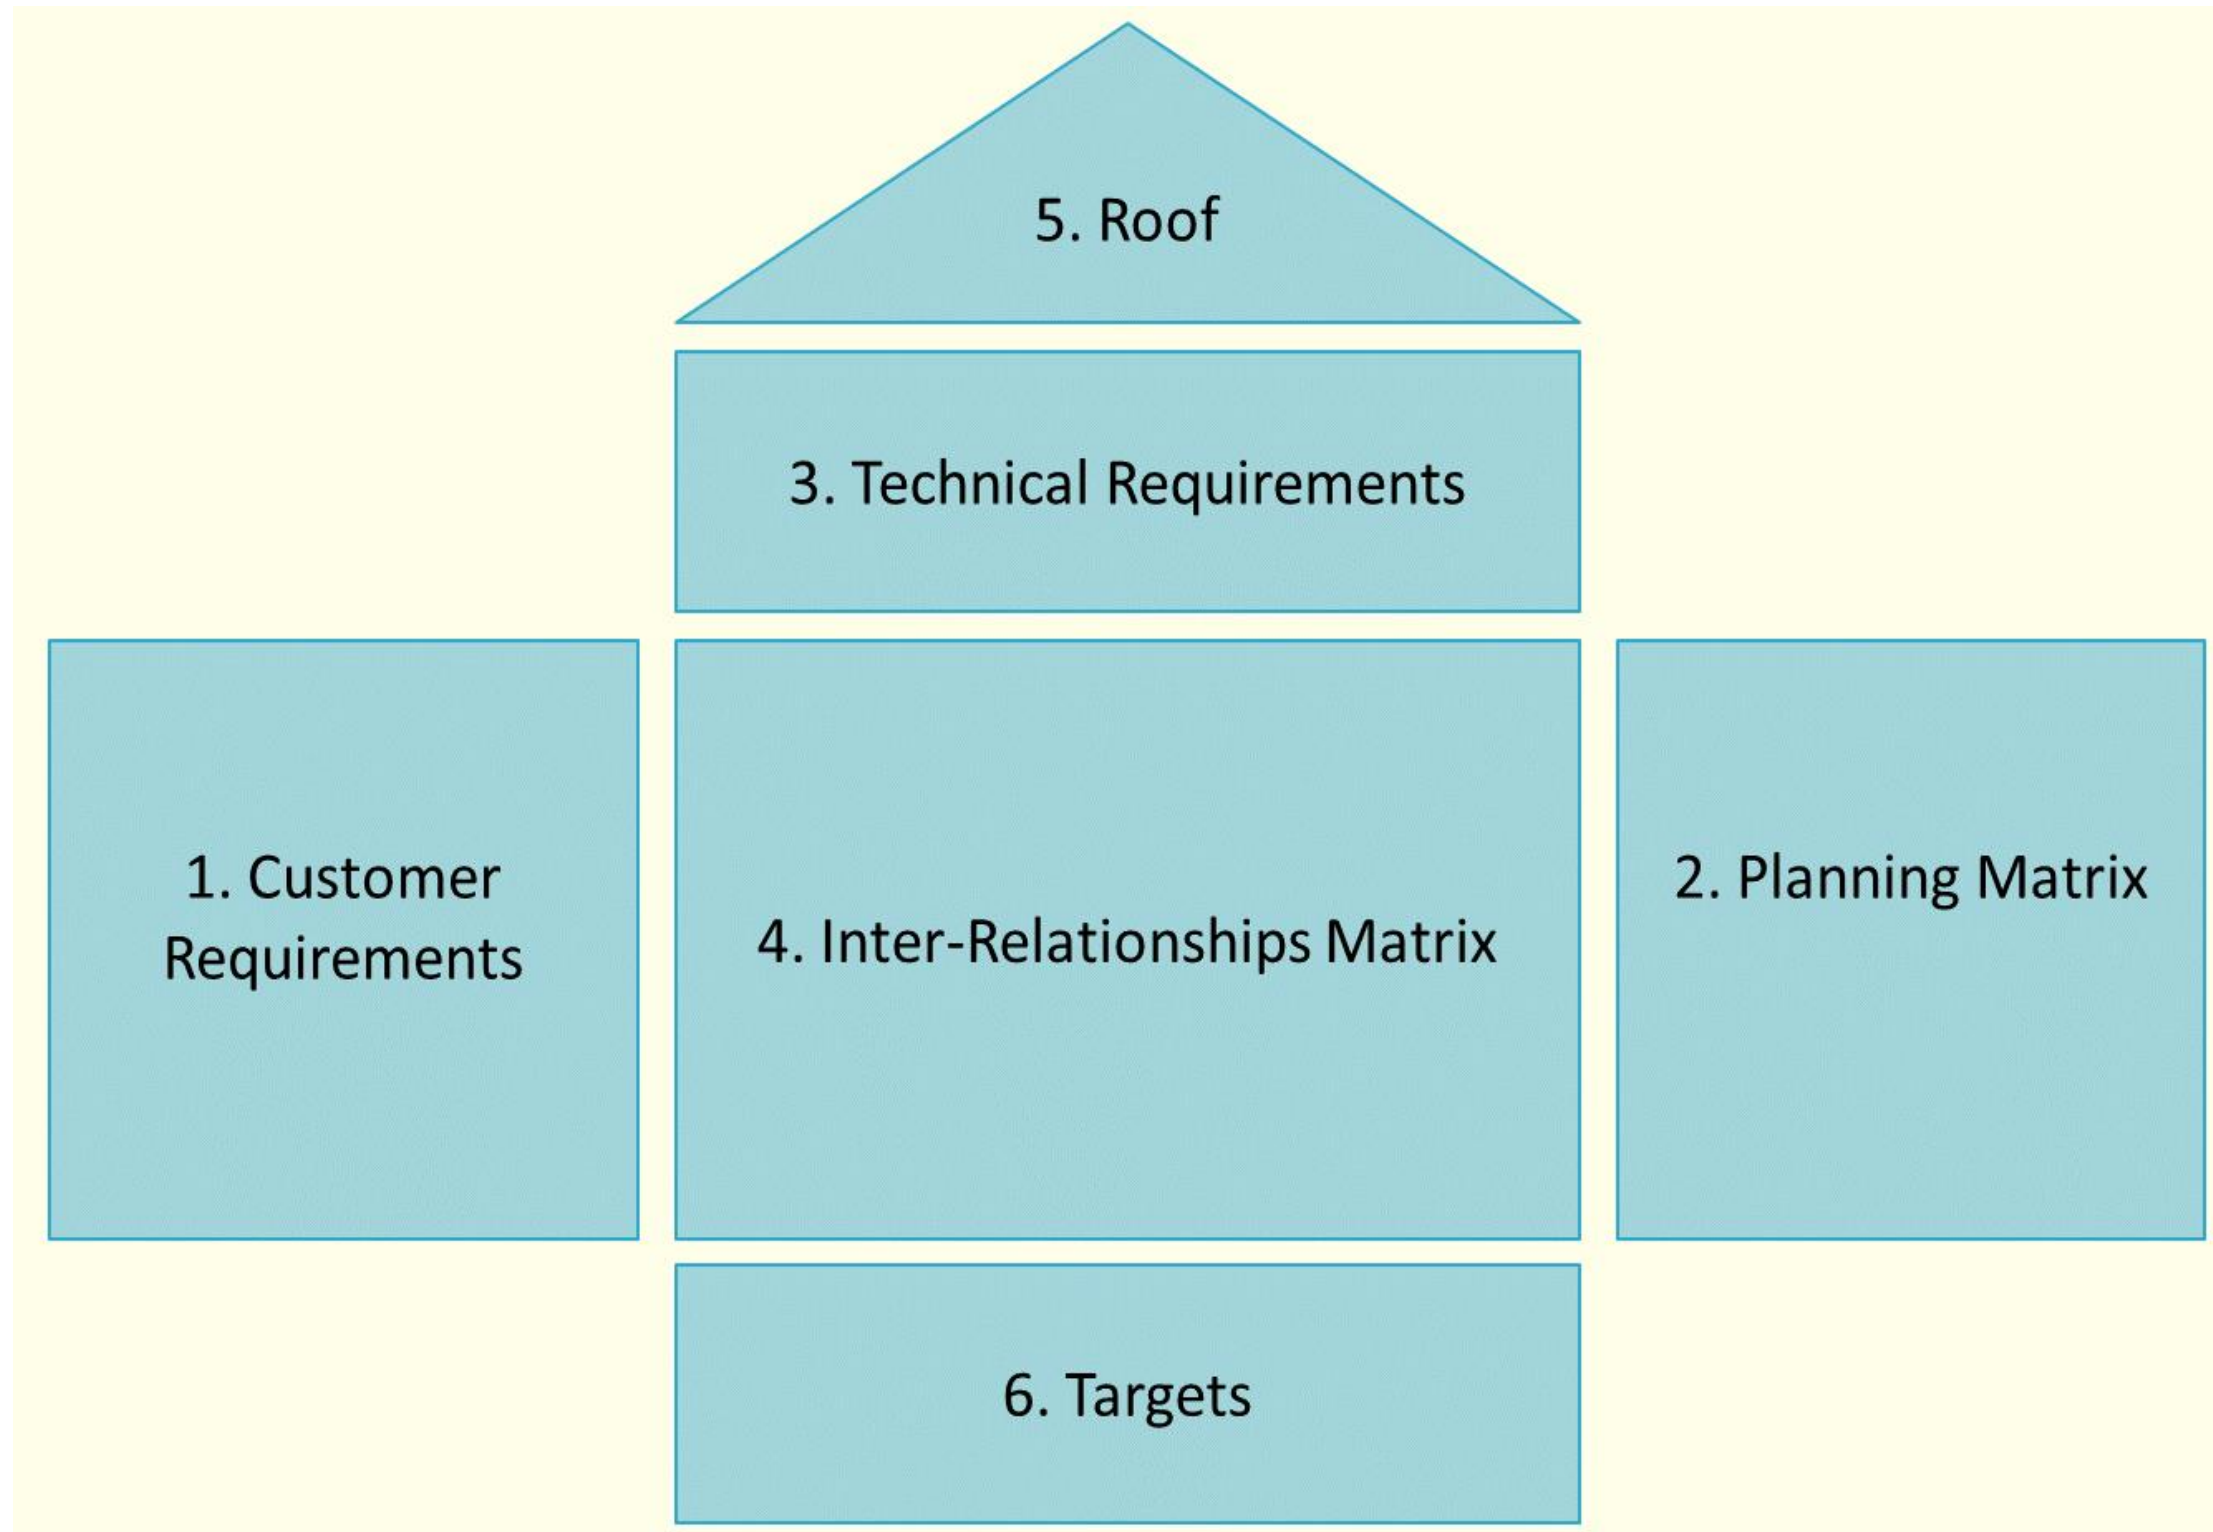 5. Roof
3. Technical Requirements
1. Customer
Requirements
4. Inter-Relationships Matrix
2. Planning Matrix
6. Targets